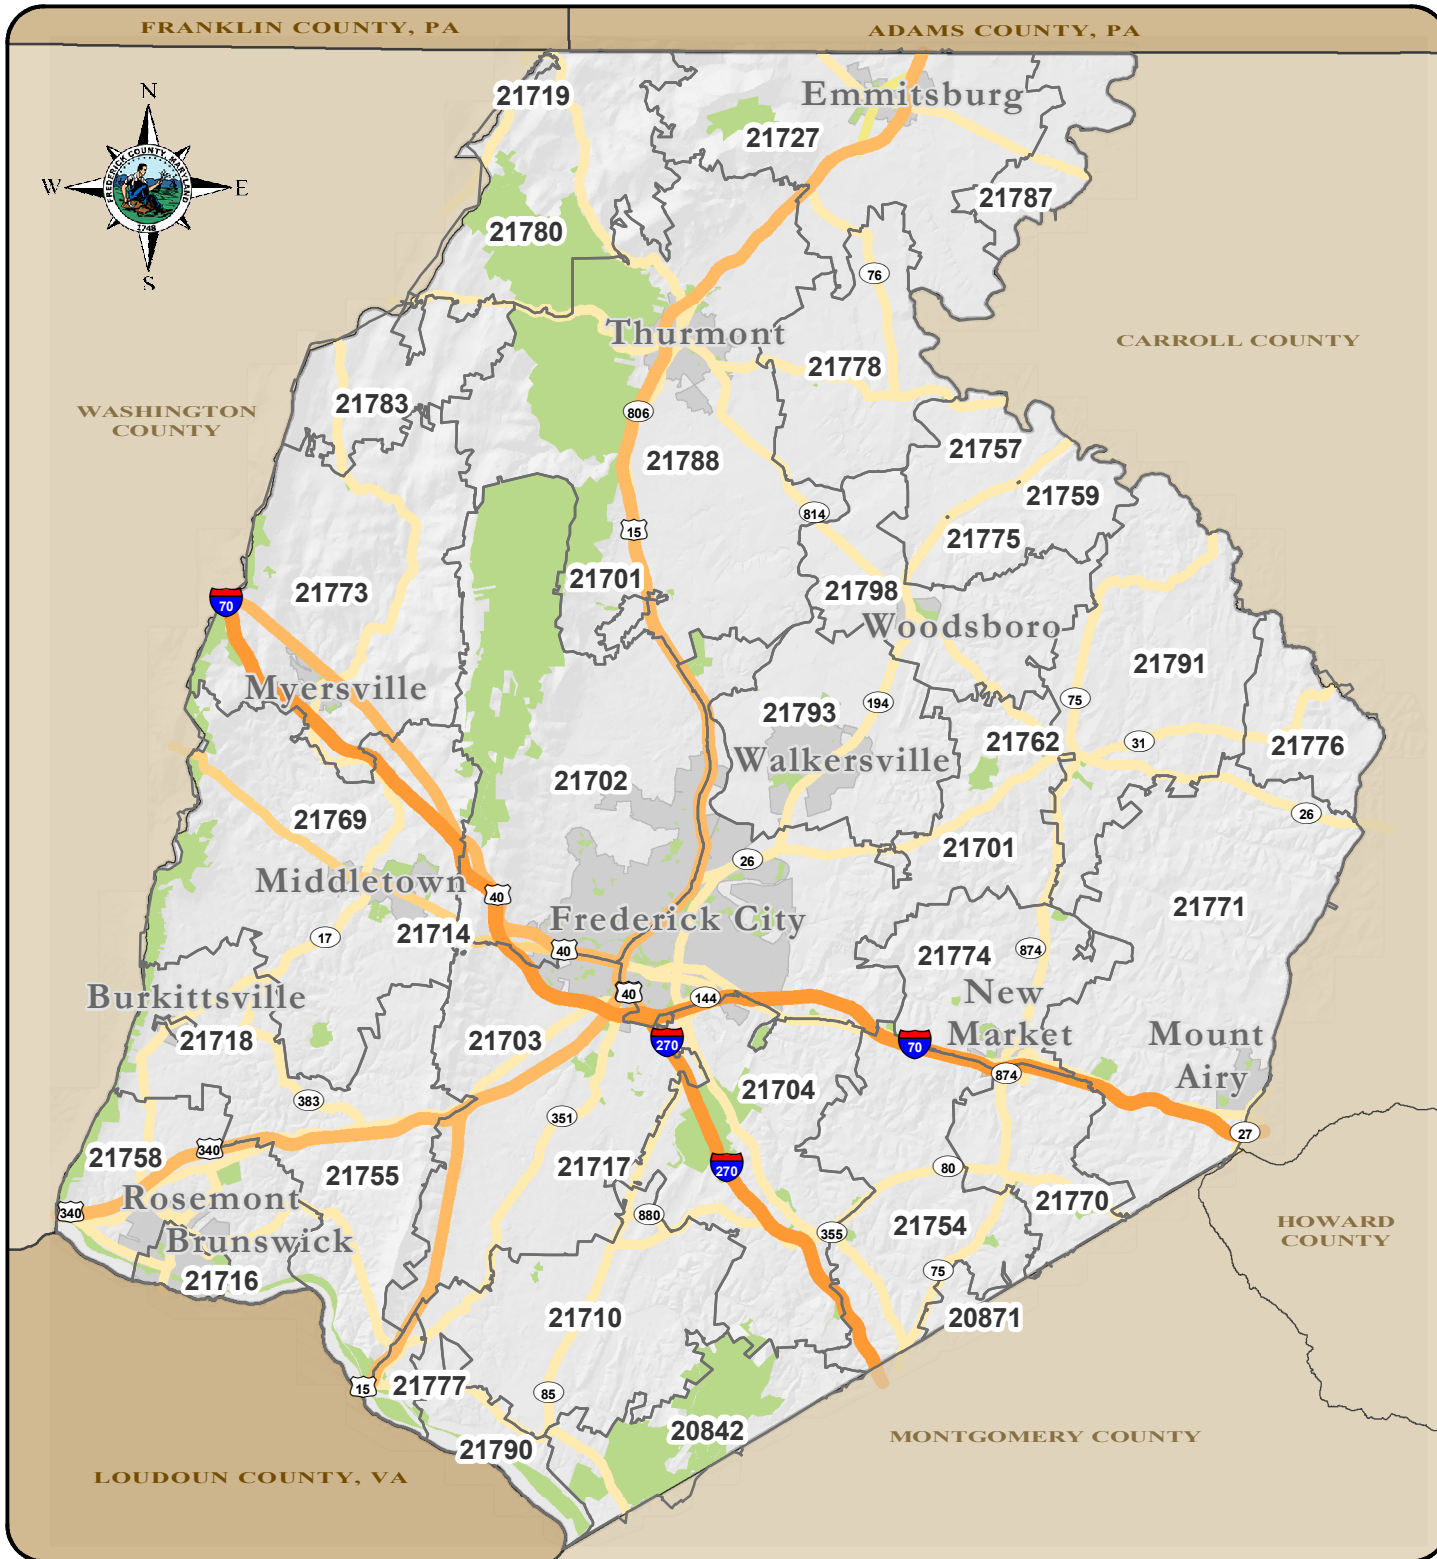 FRANKLIN COUNTY, PA
ADAMS COUNTY, PA
N
W
E
S
FREDERICK COUNTY, MARYLAND
1748
21719
Emmitsburg
21727
21787
21780
76
Thurmont
CARROLL COUNTY
21778
WASHINGTON
COUNTY
21783
806
21757
21788
21759
814
15
21775
21701
21773
21798
70
Woodsboro
21791
Myersville
75
194
21793
31
21762
21776
Walkersville
21702
26
21769
21701
26
Middletown
40
21771
Frederick City
21714
17
40
874
21774
40
144
New
Burkittsville
Market
Mount
Airy
21718
21703
270
70
874
21704
383
351
27
340
21758
21717
270
80
21755
Rosemont
21770
340
880
HOWARD
COUNTY
355
21754
Brunswick
75
21716
21710
20871
15
21777
85
20842
MONTGOMERY COUNTY
21790
LOUDOUN COUNTY, VA